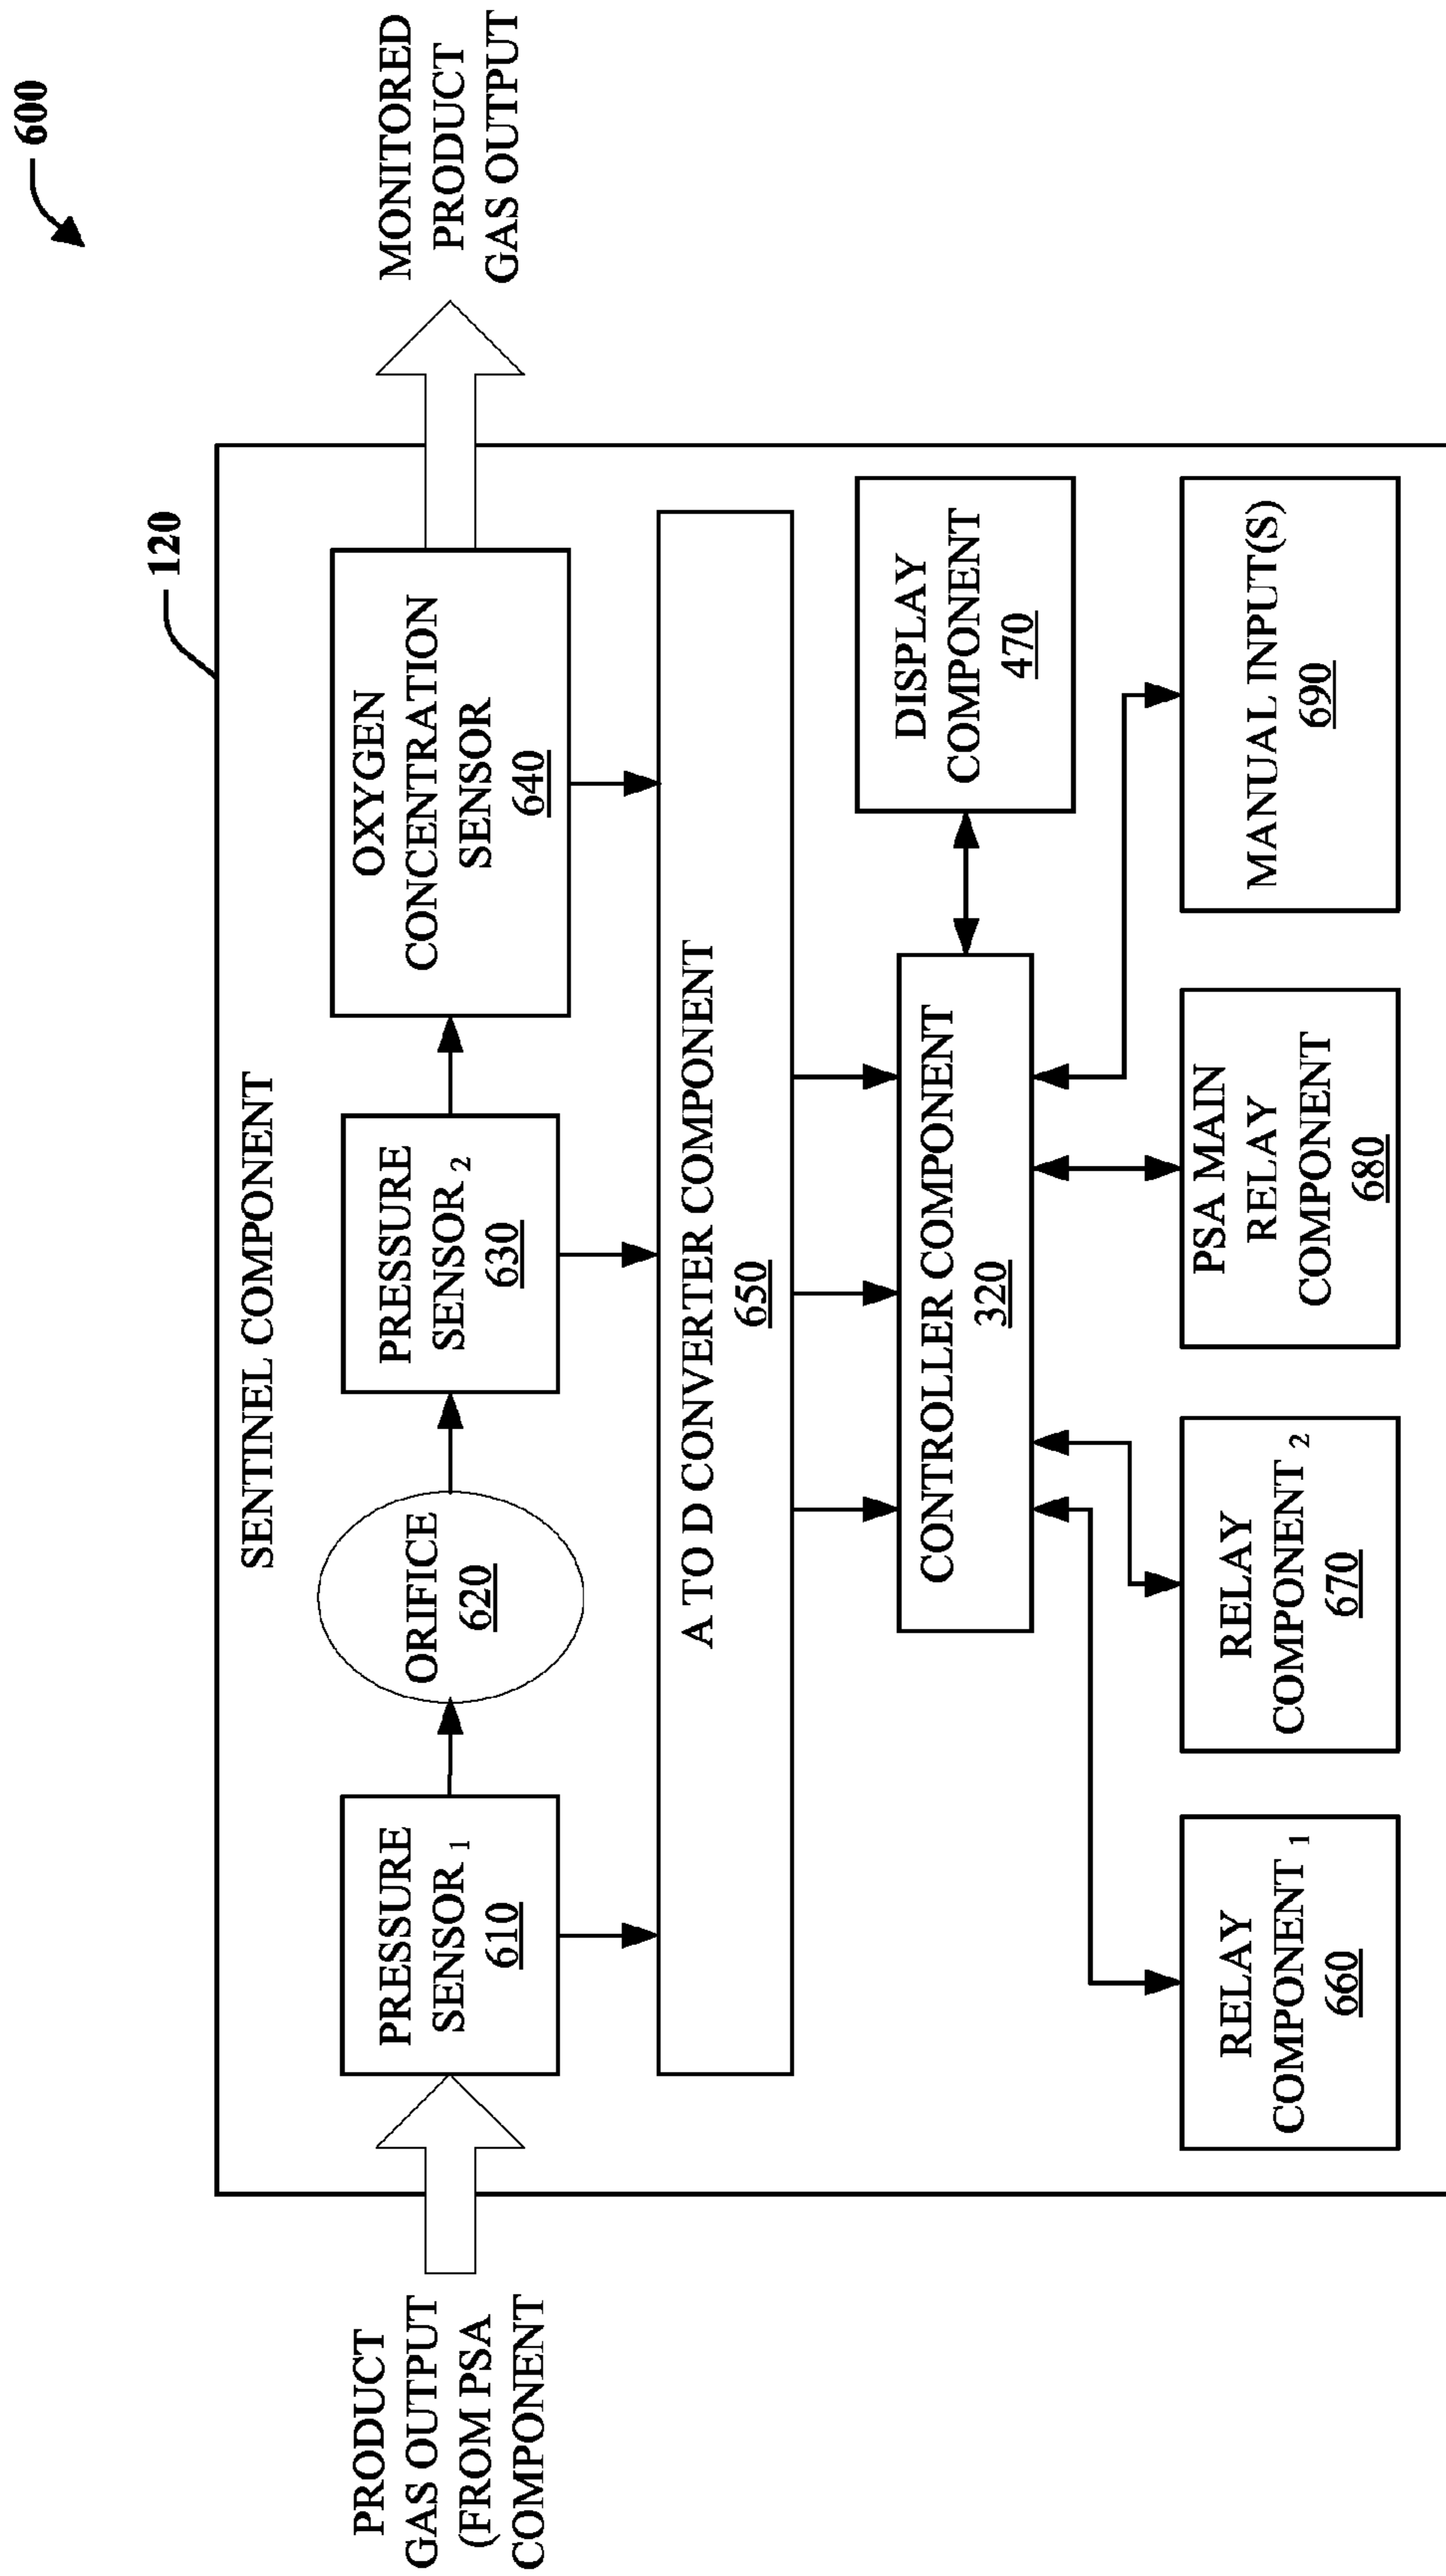 600
120
SENTINEL COMPONENT
PRODUCT
GAS OUTPUT
(FROM PSA
COMPONENT
PRESSURE
SENSOR 1
610
ORIFICE
620
PRESSURE
SENSOR 2
630
OXYGEN
CONCENTRATION
SENSOR
640
MONITORED
PRODUCT
GAS OUTPUT
A TO D CONVERTER COMPONENT
650
CONTROLLER COMPONENT
320
DISPLAY
COMPONENT
470
RELAY
COMPONENT 1
660
RELAY
COMPONENT 2
670
PSA MAIN
RELAY
COMPONENT
680
MANUAL INPUT(S)
690